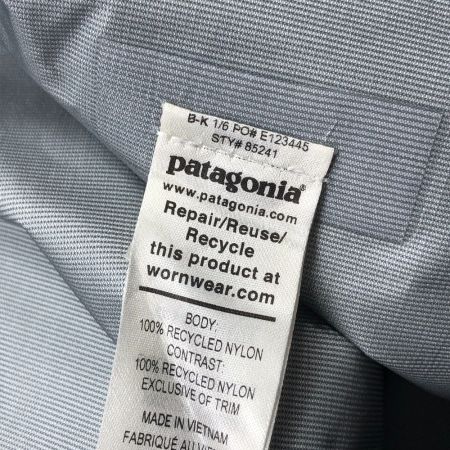 B-K 1/6 PO# E123445
STY# 85241
patagonia
www.patagonia.com
Repair/Reuse/
Recycle
this product at
wornwear.com
BODY:
100% RECYCLED NYLON
CONTRAST:
100% RECYCLED NYLON
EXCLUSIVE OF TRIM
MADE IN VIETNAM
FABRIQUÉ AU